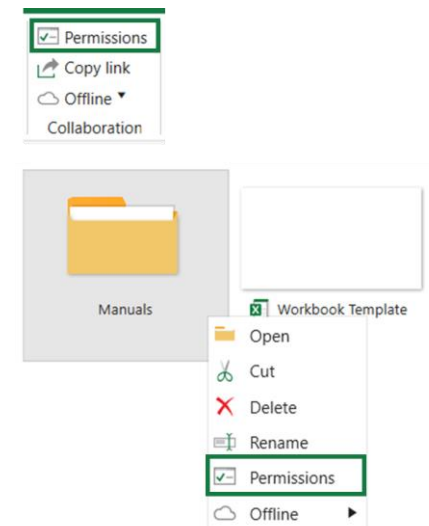 Permissions
Copy link
Offline
Collaboration
Manuals
Workbook Template
Open
Cut
Delete
Rename
Permissions
Offline